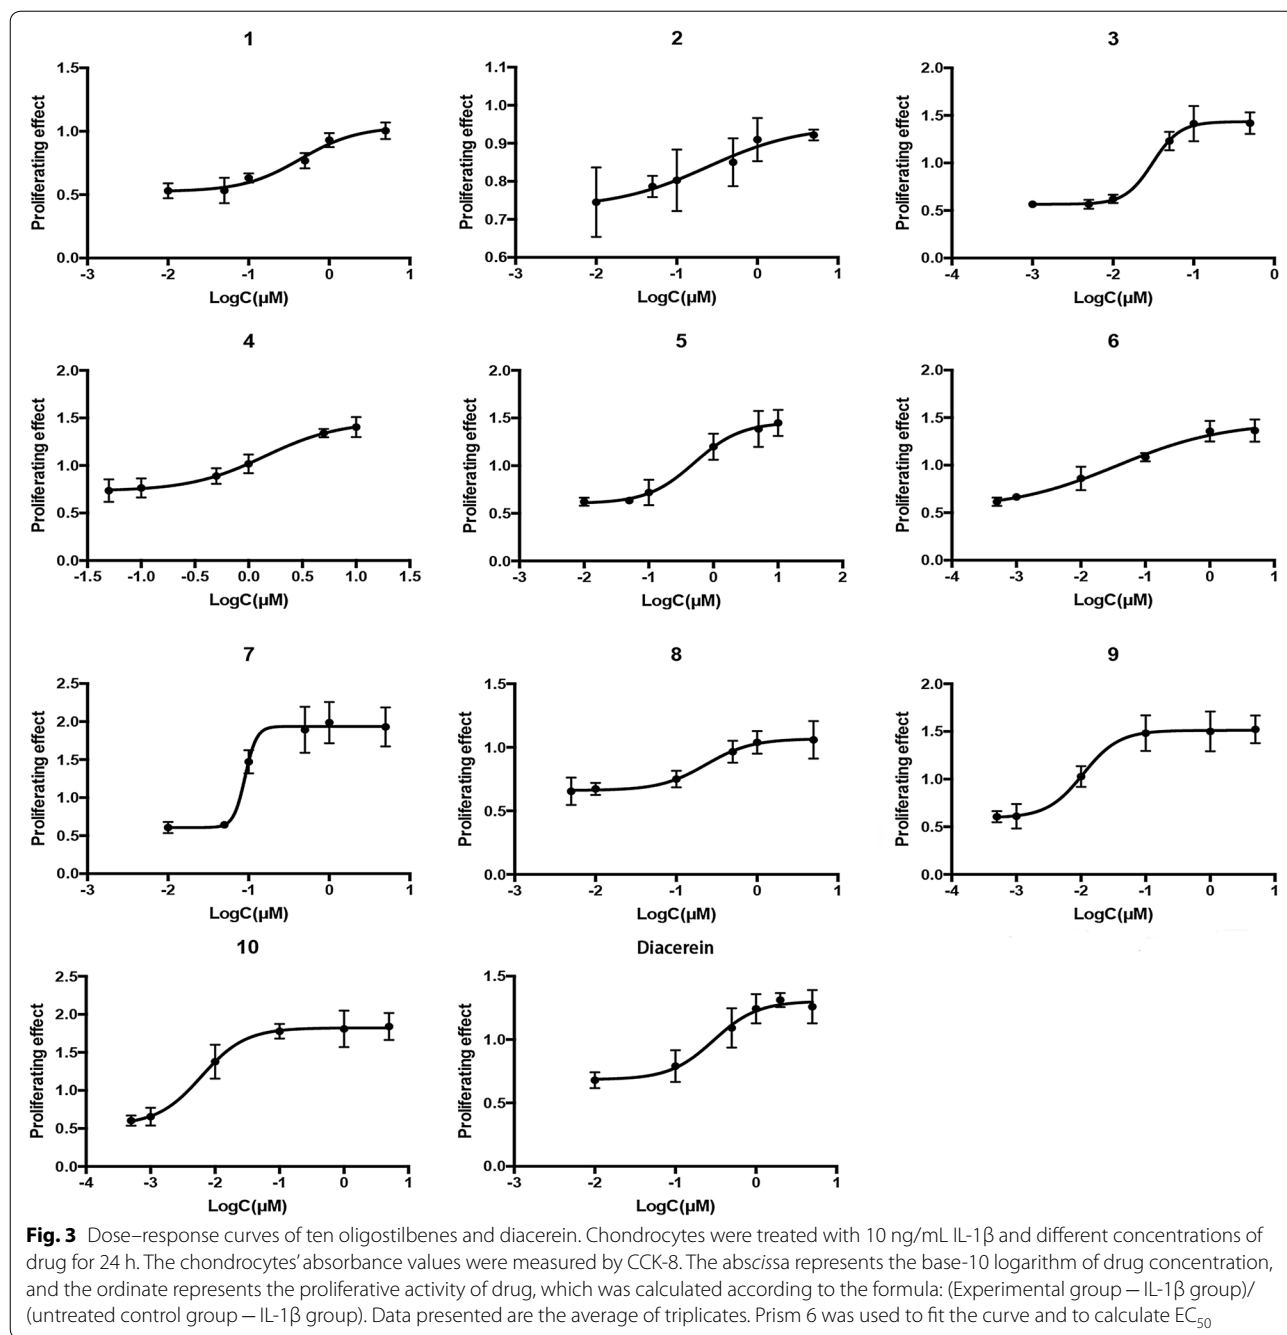 1
Proliferating effect
1.5
1.0
0.5
0.0
-3 -2 -1 0 1
LogC(µM)
2
Proliferating effect
1.1
1.0
0.9
0.8
0.7
0.6
-3 -2 -1 0 1
LogC(µM)
3
Proliferating effect
2.0
1.5
1.0
0.5
0.0
-4 -3 -2 -1 0
LogC(µM)
4
Proliferating effect
2.0
1.5
1.0
0.5
0.0
-1.5 -1.0 -0.5 0.0 0.5 1.0 1.5
LogC(µM)
5
Proliferating effect
2.0
1.5
1.0
0.5
0.0
-3 -2 -1 0 1 2
LogC(µM)
6
Proliferating effect
2.0
1.5
1.0
0.5
0.0
-4 -3 -2 -1 0 1
LogC(µM)
7
Proliferating effect
2.5
2.0
1.5
1.0
0.5
0.0
-3 -2 -1 0 1
LogC(µM)
8
Proliferating effect
1.5
1.0
0.5
0.0
-3 -2 -1 0 1
LogC(µM)
9
Proliferating effect
2.0
1.5
1.0
0.5
0.0
-4 -3 -2 -1 0 1
LogC(µM)
10
Proliferating effect
2.5
2.0
1.5
1.0
0.5
0.0
-4 -3 -2 -1 0 1
LogC(µM)
Diacerein
Proliferating effect
1.5
1.0
0.5
0.0
-3 -2 -1 0 1
LogC(µM)
Fig. 3 Dose–response curves of ten oligostilbenes and diacerein. Chondrocytes were treated with 10 ng/mL IL-1β and different concentrations of
drug for 24 h. The chondrocytes’ absorbance values were measured by CCK-8. The abscissa represents the base-10 logarithm of drug concentration,
and the ordinate represents the proliferative activity of drug, which was calculated according to the formula: (Experimental group — IL-1β group)/
(untreated control group — IL-1β group). Data presented are the average of triplicates. Prism 6 was used to fit the curve and to calculate EC50